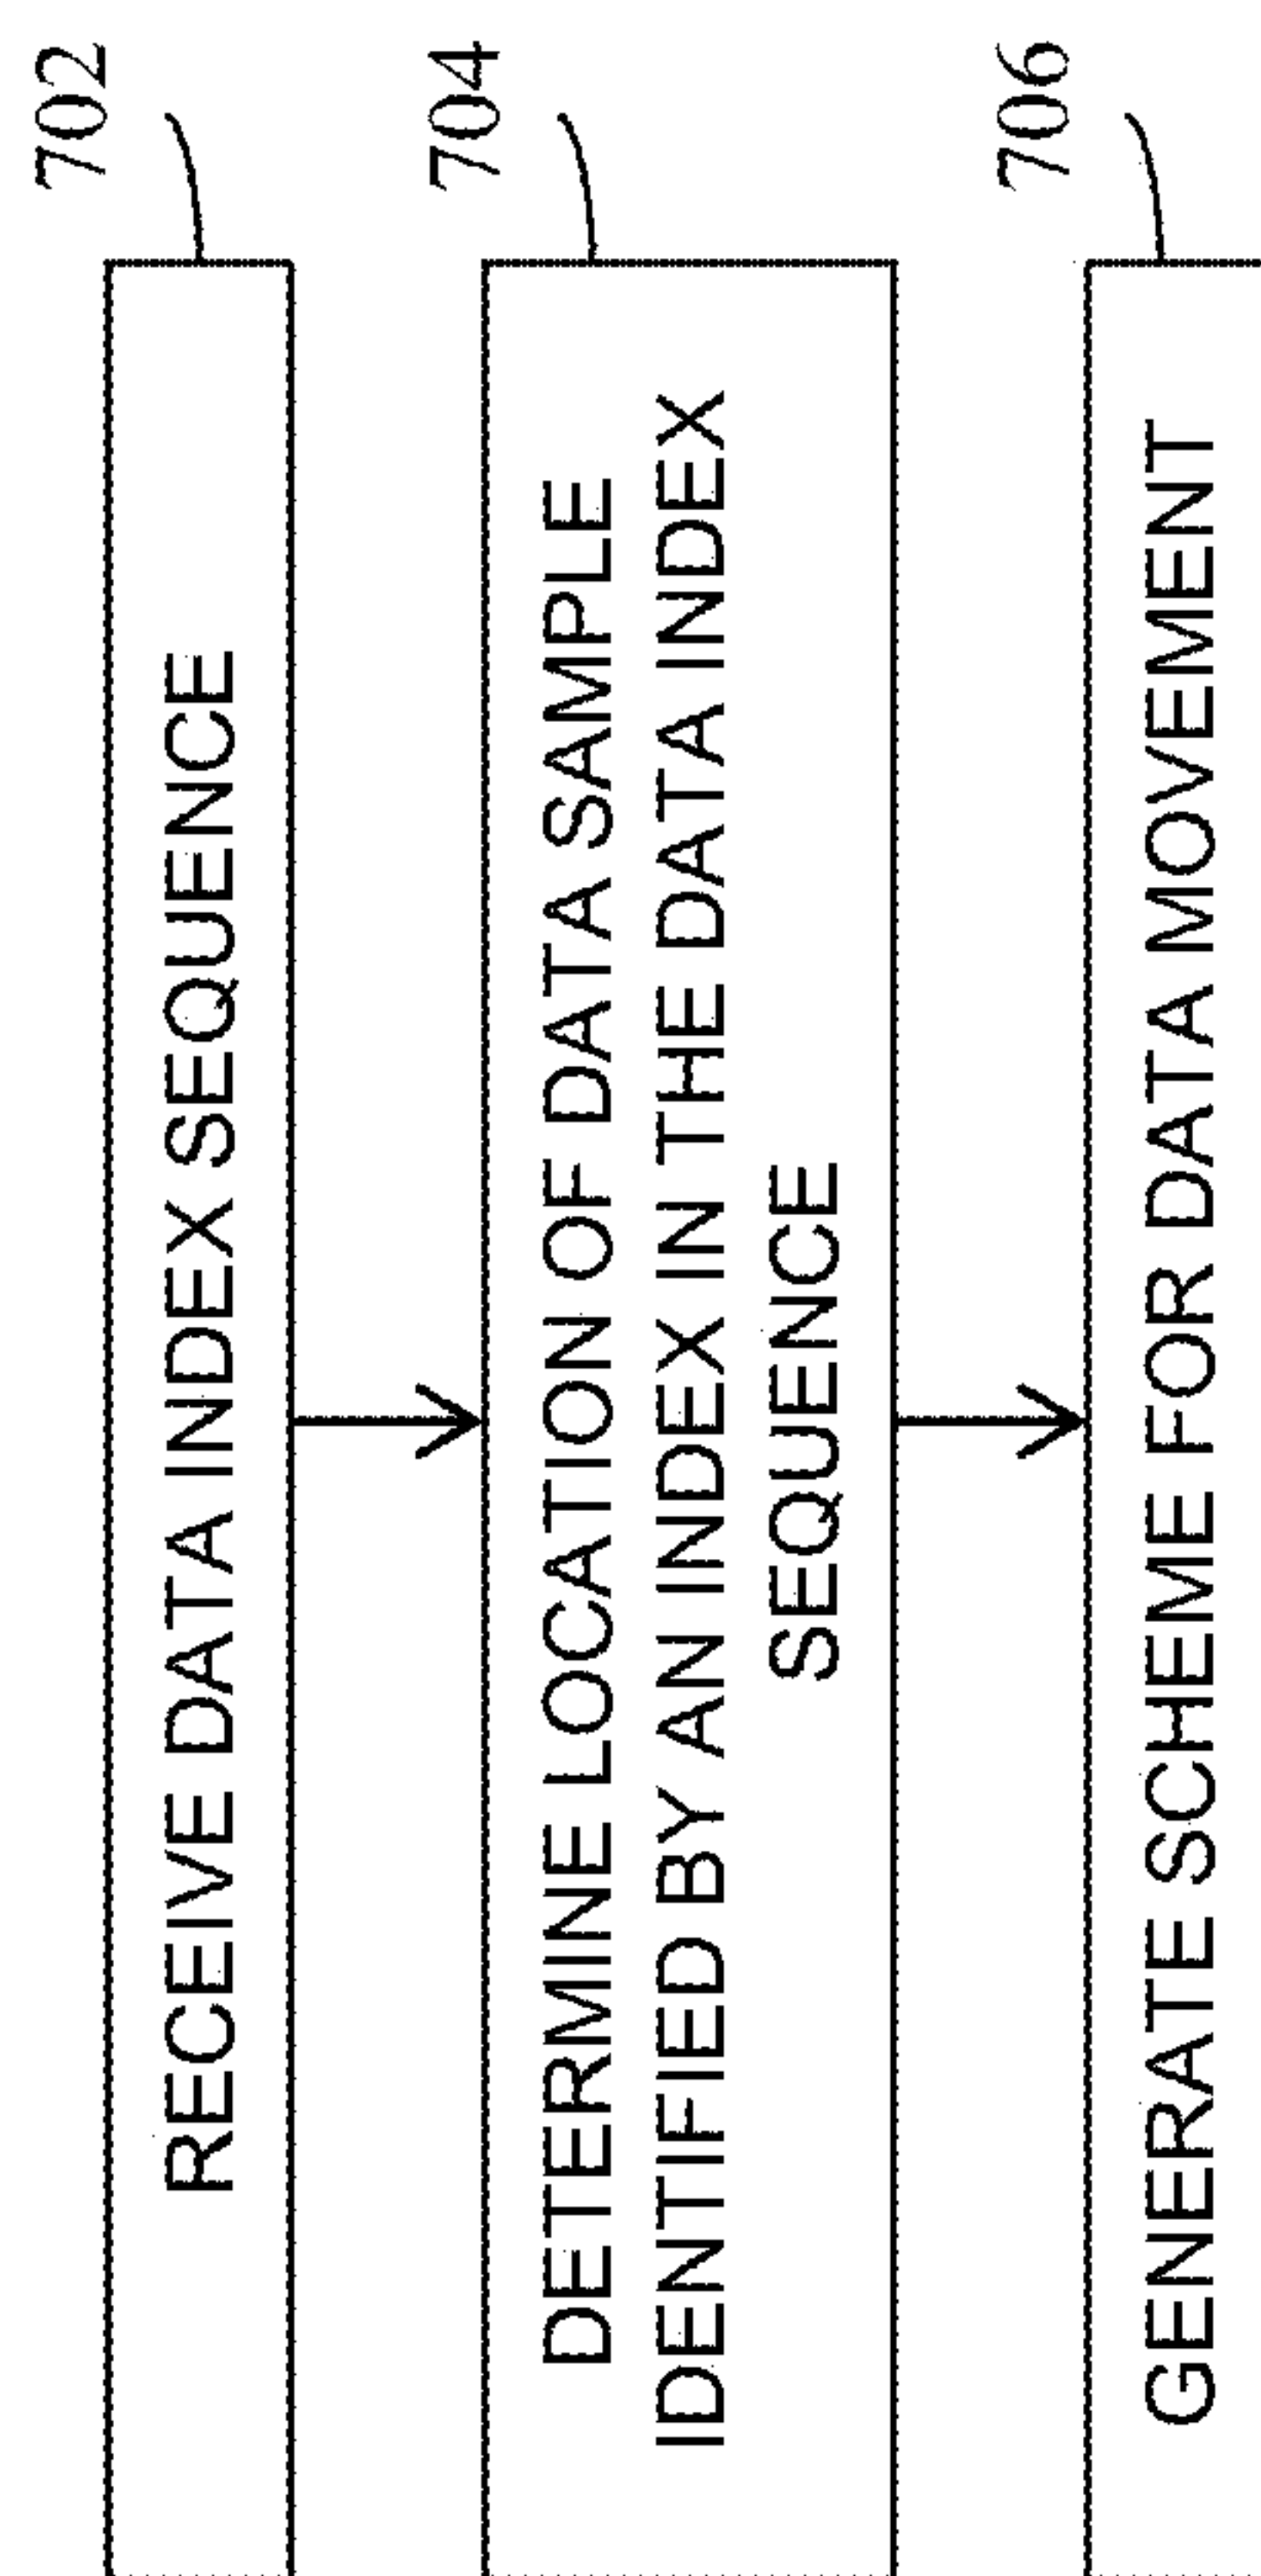 702
RECEIVE DATA INDEX SEQUENCE
704
DETERMINE LOCATION OF DATA SAMPLE
IDENTIFIED BY AN INDEX IN THE DATA INDEX
SEQUENCE
706
GENERATE SCHEME FOR DATA MOVEMENT